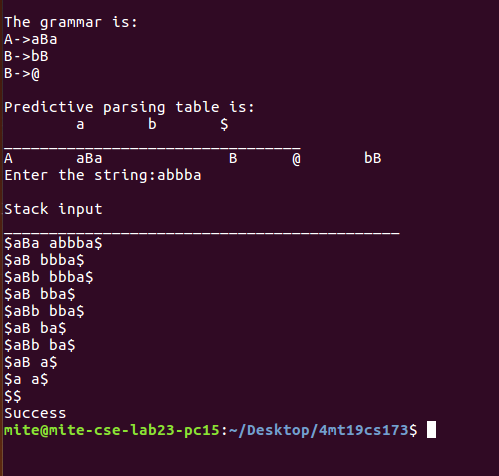 The grammar is:
A->aBa
B->bB
B->@
Predictive parsing table is:
a b $
A aBa B @ bB
Enter the string:abbba
Stack input
$aBa abbba$
$aB bbba$
$aBb bbba$
$aB bba$
$aBb bba$
$aB ba$
$aBb ba$
$aB a$
$a a$
$$
Success
mite@mite-cse-lab23-pc15:~/Desktop/4mt19cs173$